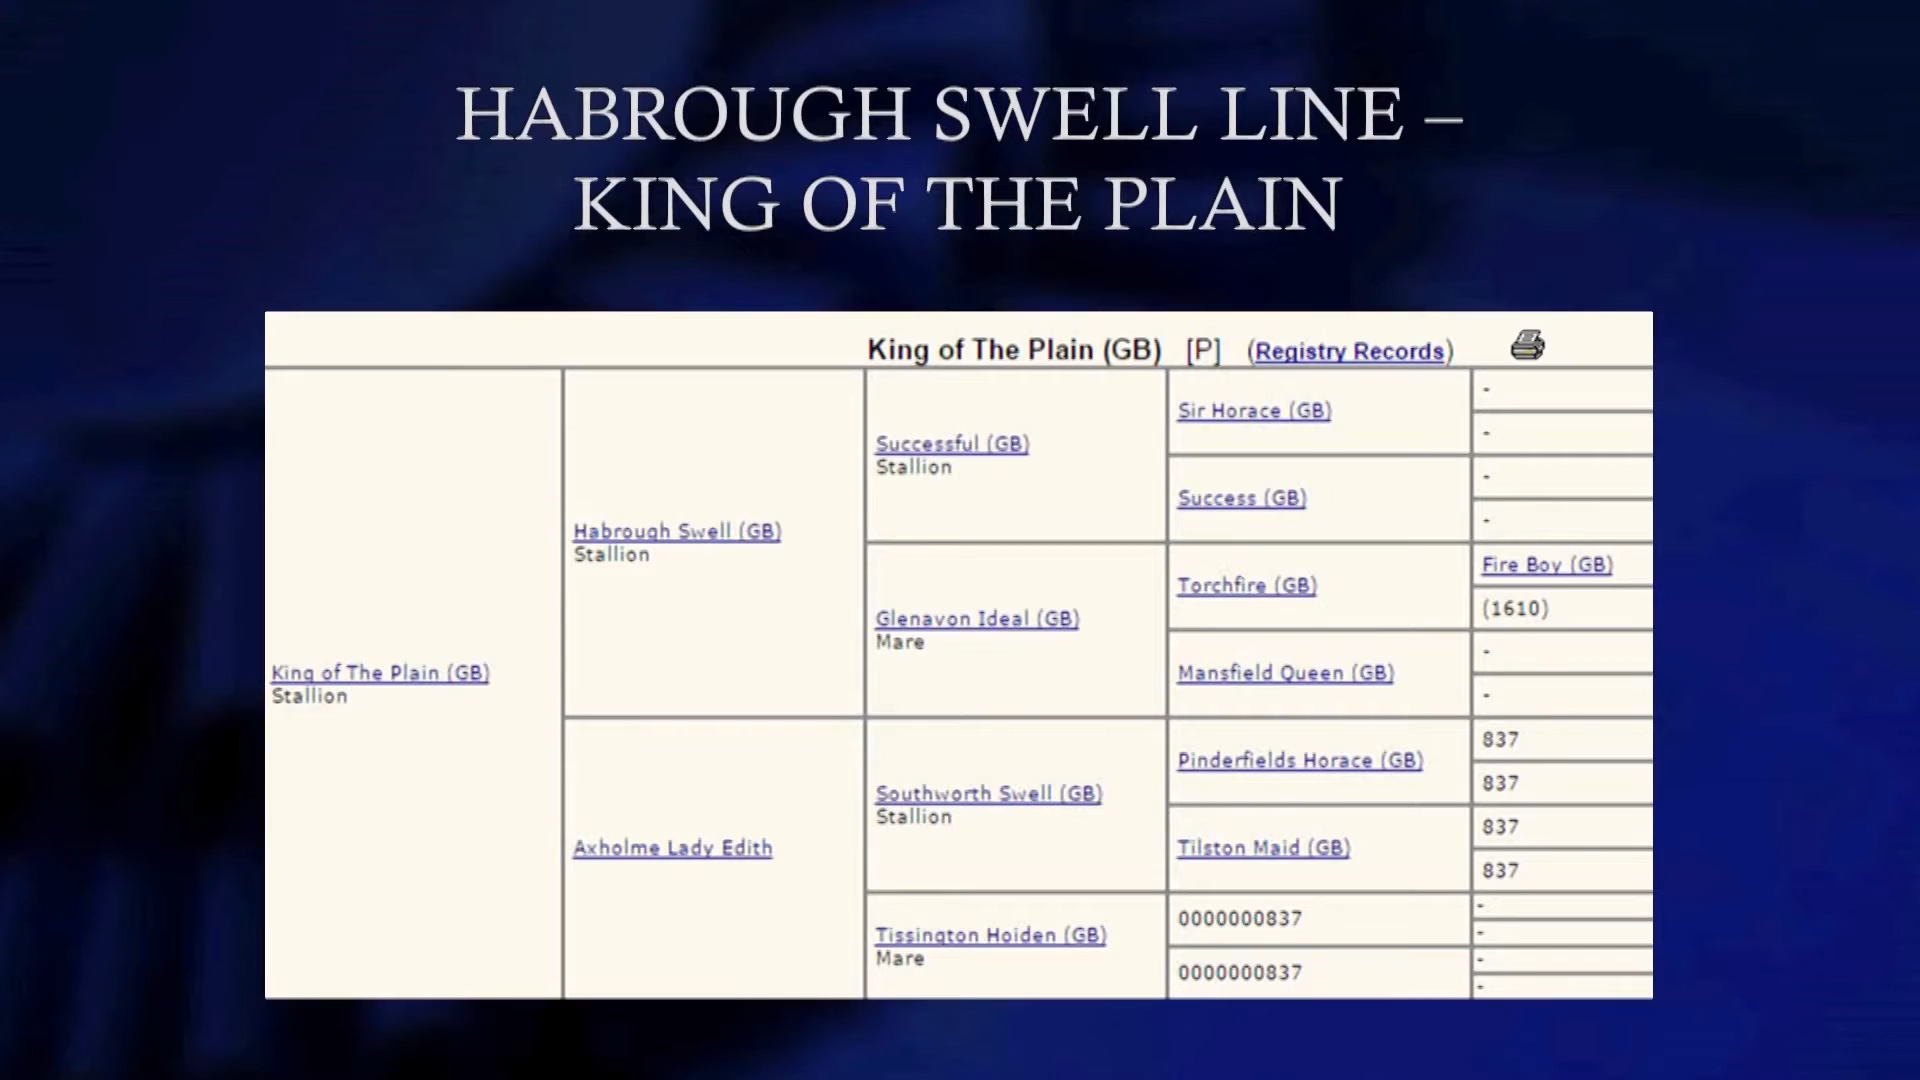 HABROUGH SWELL LINE –
KING OF THE PLAIN
King of The Plain (GB) [P] (Registry Records)
King of The Plain (GB)
Stallion
Habrough Swell (GB)
Stallion
Axholme Lady Edith
Successful (GB)
Stallion
Glenavon Ideal (GB)
Mare
Southworth Swell (GB)
Stallion
Tissington Hoiden (GB)
Mare
Sir Horace (GB)
Success (GB)
Torchfire (GB)
Mansfield Queen (GB)
Pinderfields Horace (GB)
Tilston Maid (GB)
0000000837
0000000837
-
-
-
-
Fire Boy (GB)
(1610)
-
-
837
837
837
837
-
-
-
-